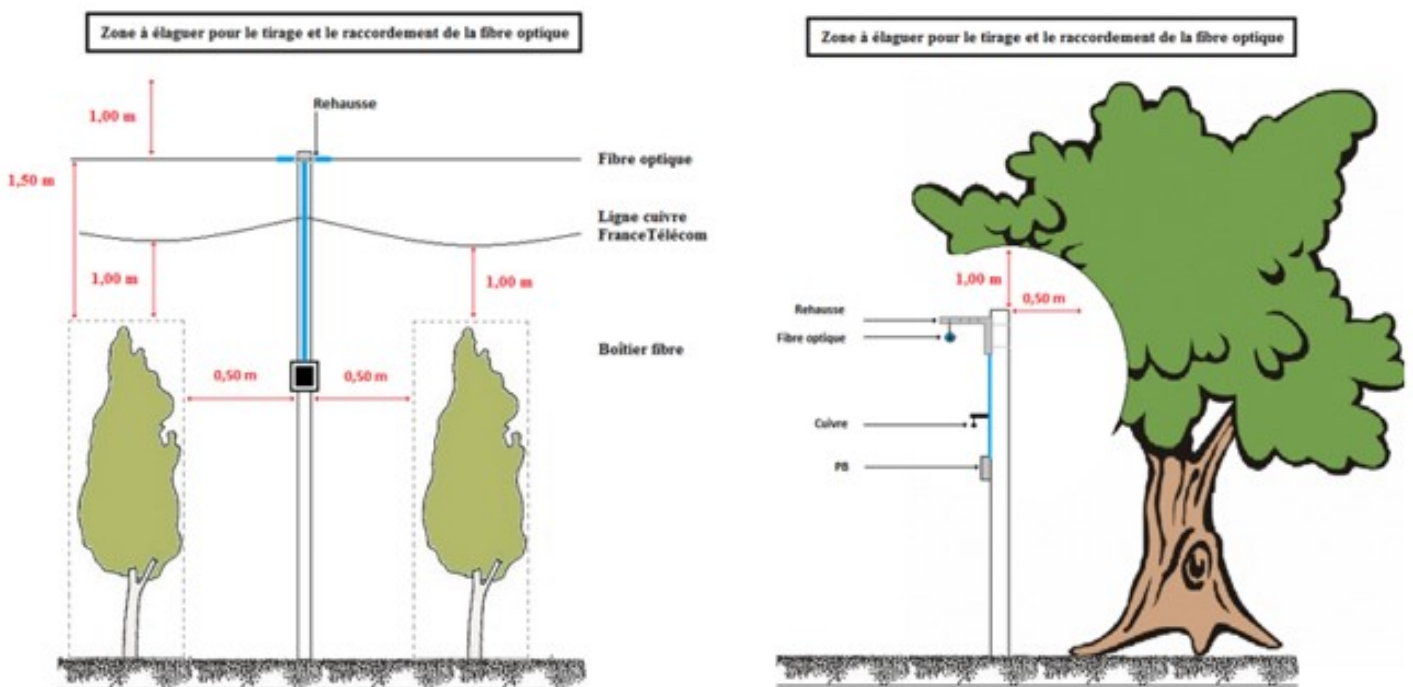 Zone à élaguer pour le tirage et le raccordement de la fibre optique
1,00 m
Rehausse
Fibre optique
1,50 m
Ligne cuivre
FranceTélécom
1,00 m
1,00 m
Boîtier fibre
0,50 m
0,50 m
Zone à élaguer pour le tirage et le raccordement de la fibre optique
1,00 m
0,50 m
Rehausse
Fibre optique
Cuivre
PB